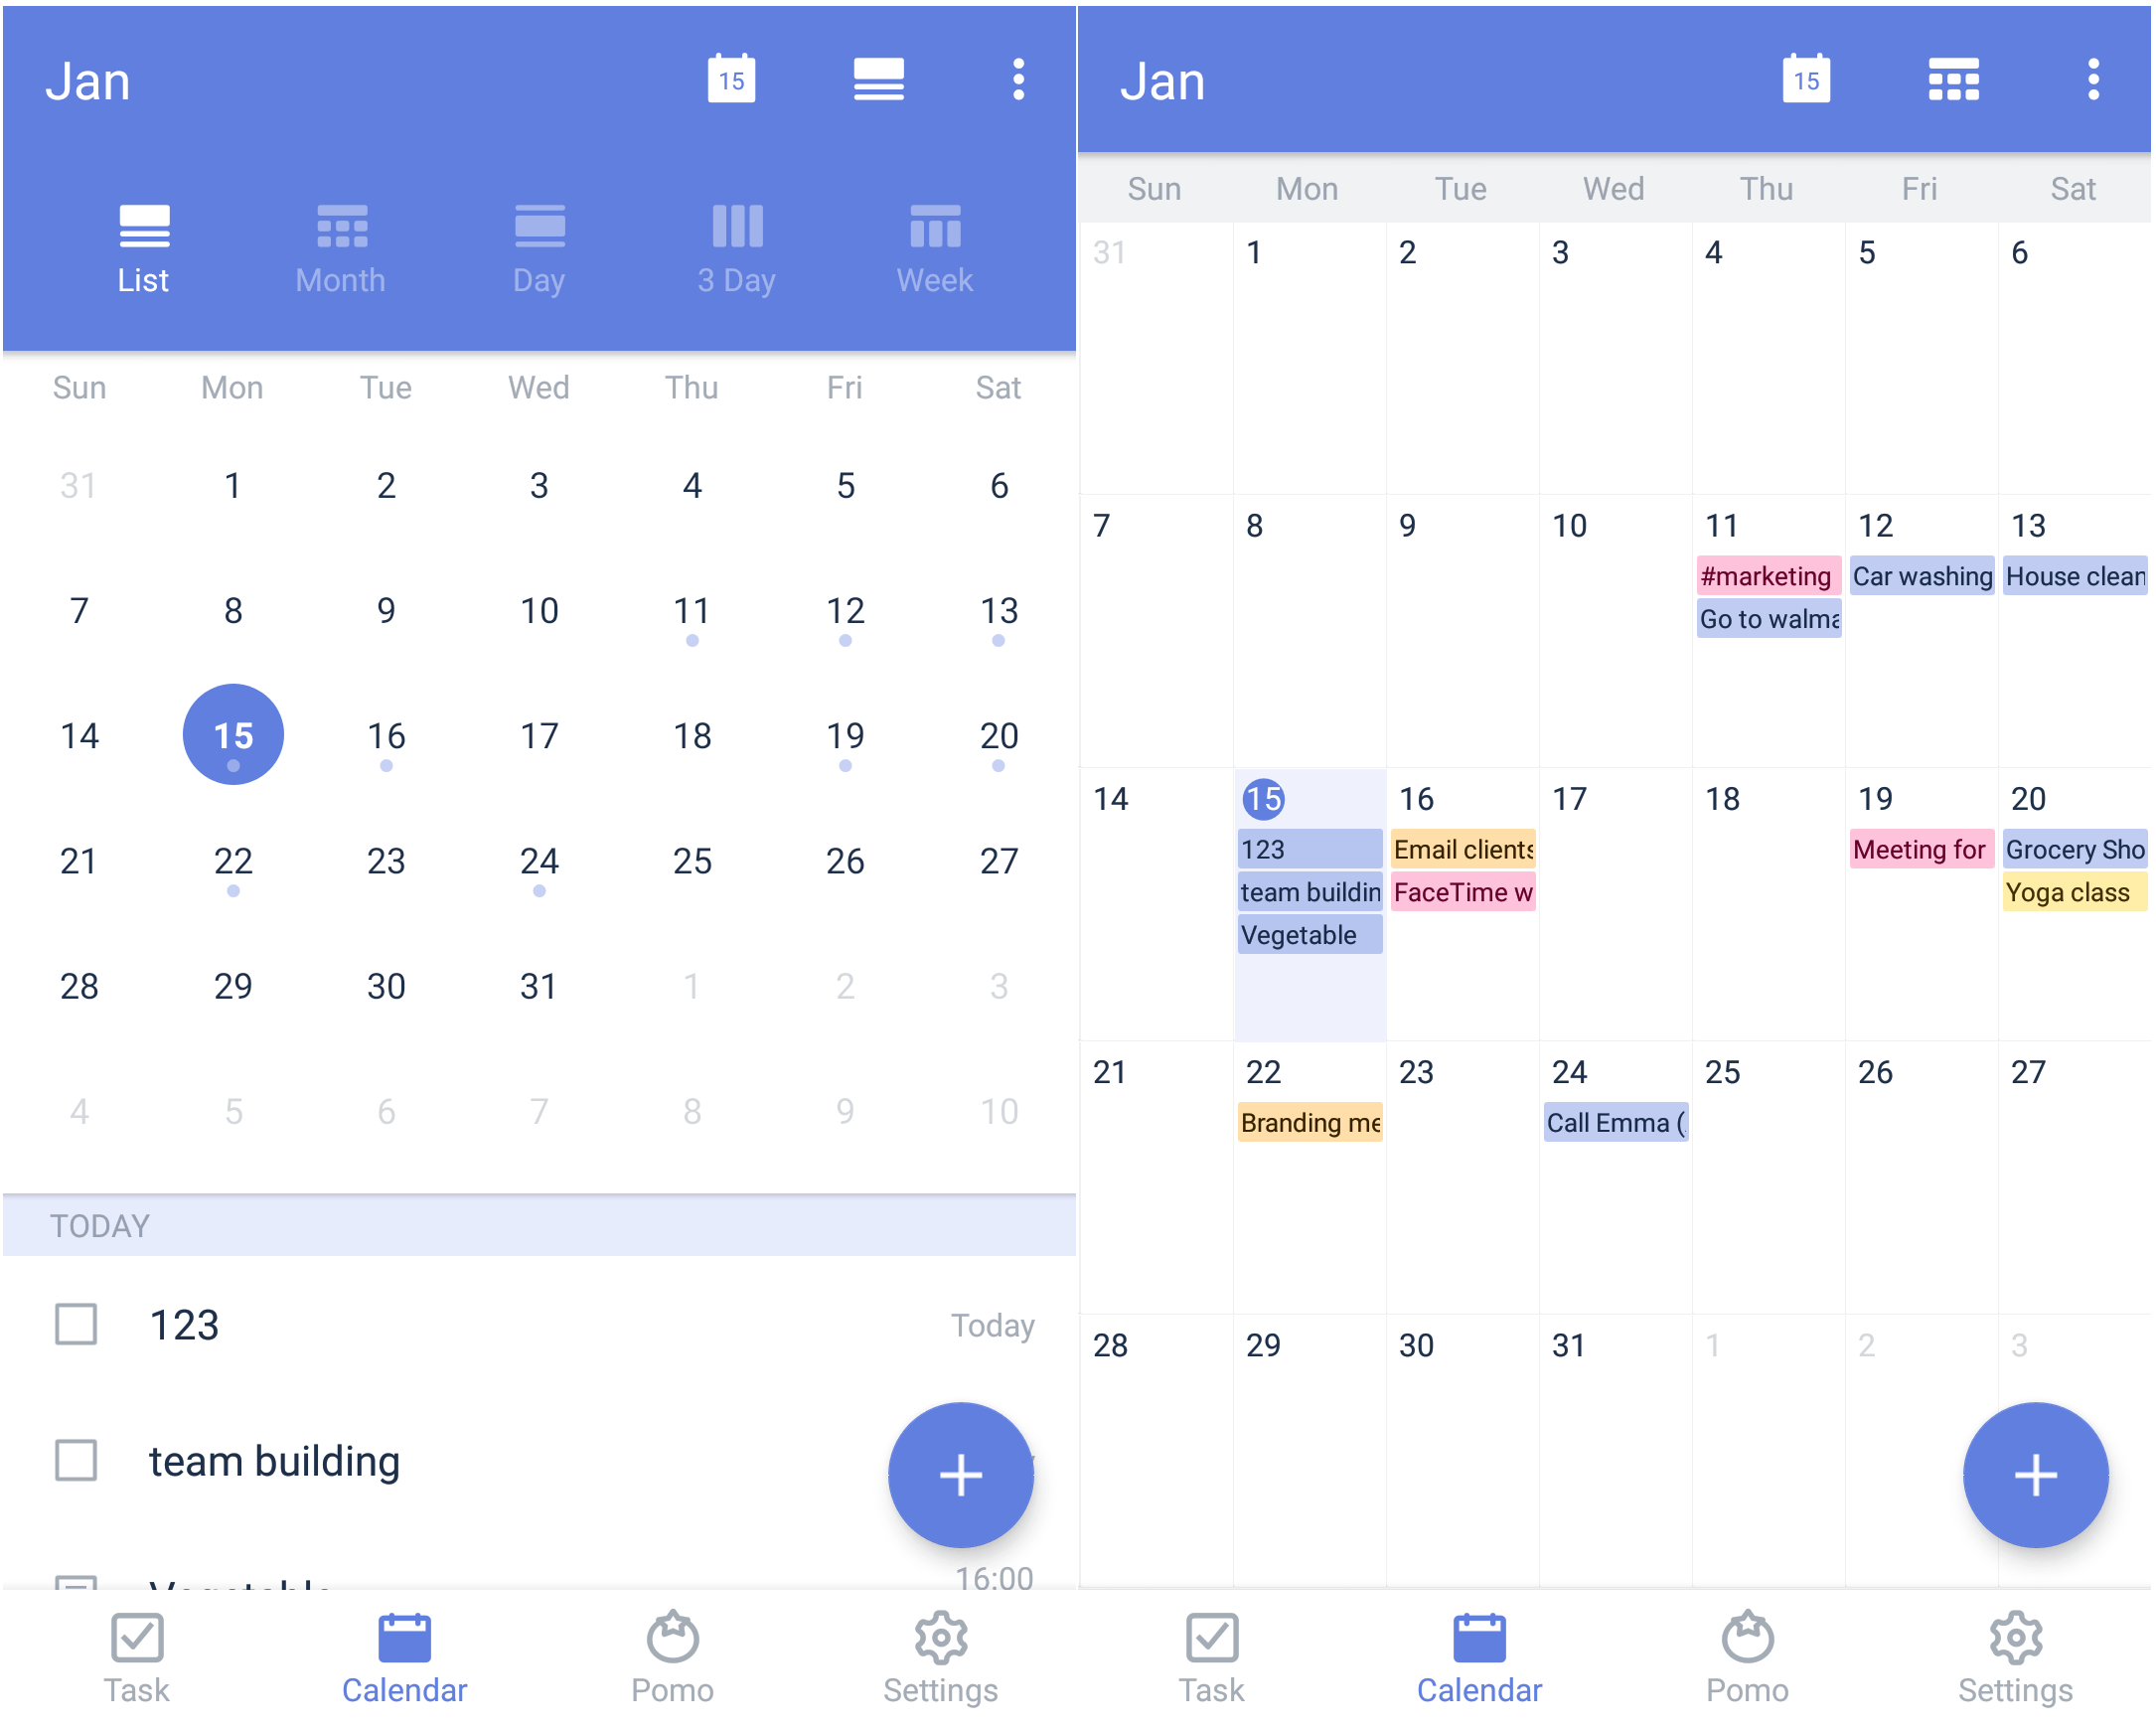 Jan 15
List Month Day 3 Day Week
Sun Mon Tue Wed Thu Fri Sat
31 1 2 3 4 5 6
7 8 9 10 11 12 13
14 15 16 17 18 19 20
21 22 23 24 25 26 27
28 29 30 31 1 2 3
4 5 6 7 8 9 10
TODAY
123 Today
team building
Vegetable 16:00
Task Calendar Pomo Settings
Jan 15
Sun Mon Tue Wed Thu Fri Sat
31 1 2 3 4 5 6
7 8 9 10 11 12 13
#marketing Car washing House clean
Go to walma
14 15 16 17 18 19 20
123 Email clients Meeting for Grocery Sho
team buildin FaceTime w Yoga class
Vegetable
21 22 23 24 25 26 27
Branding me Call Emma (
28 29 30 31 1 2 3
Task Calendar Pomo Settings